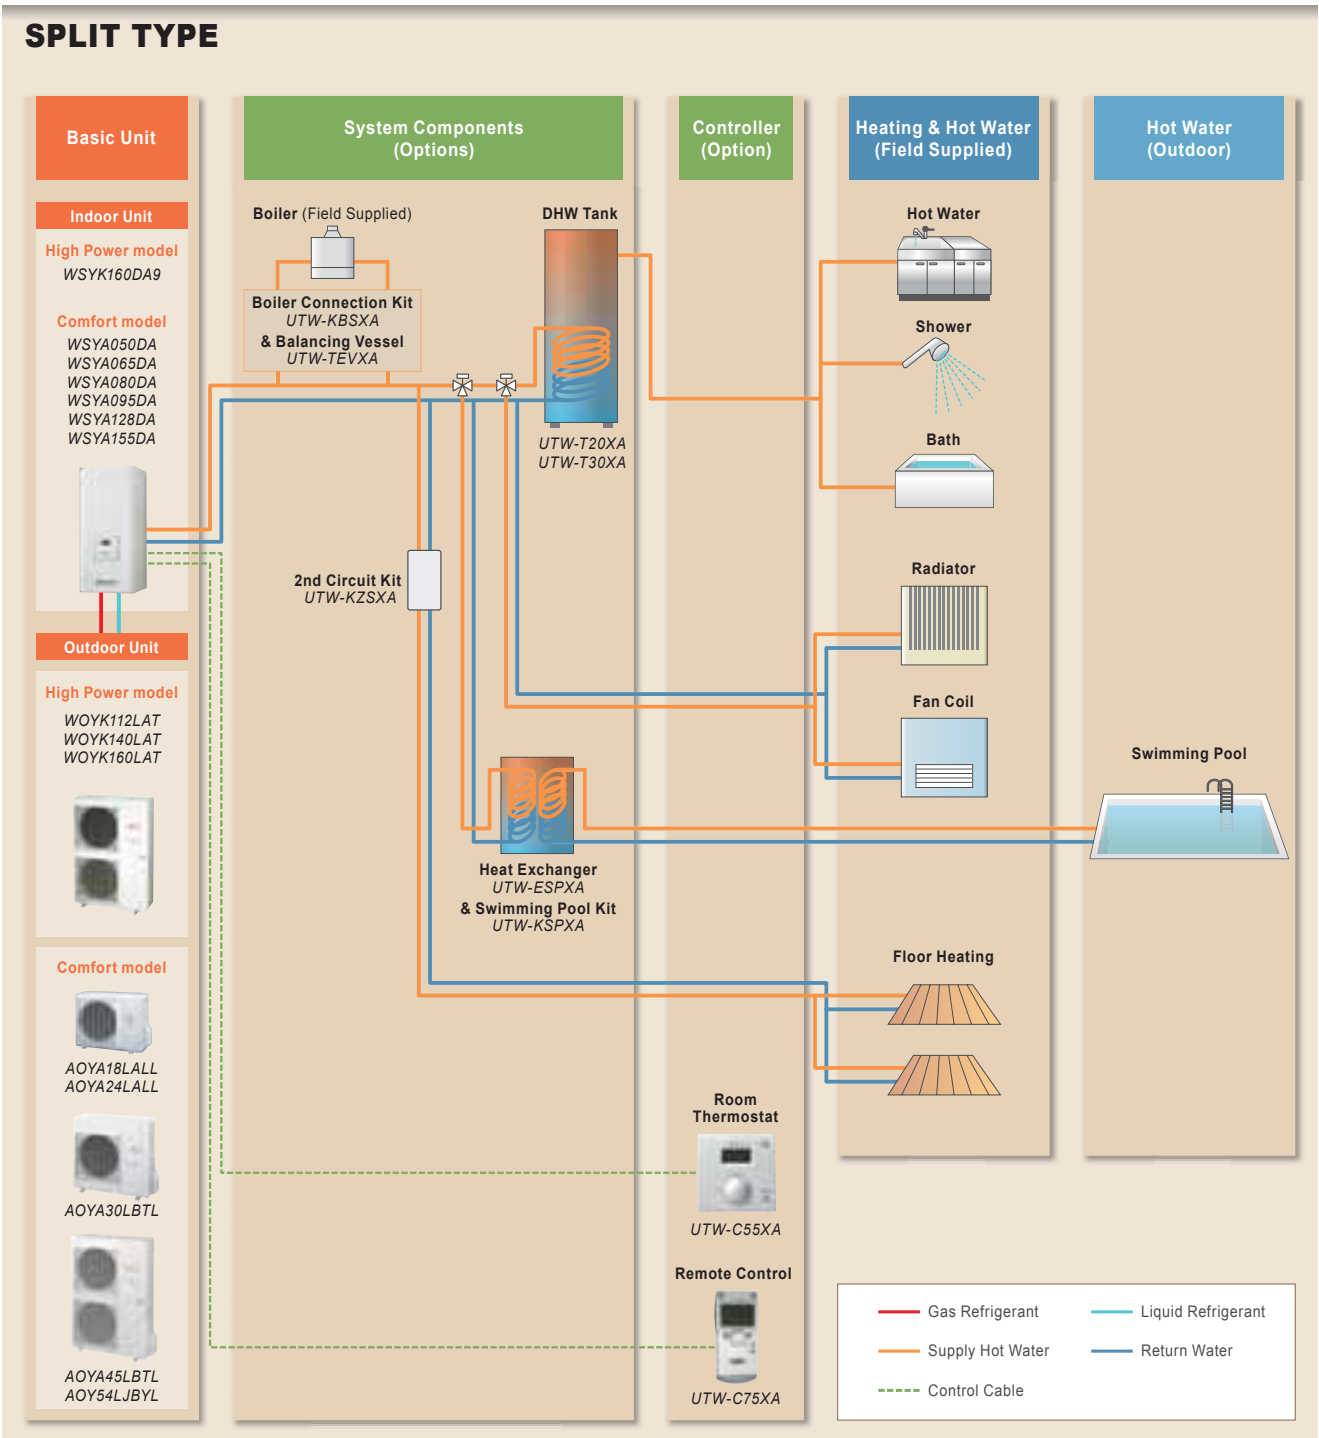 SPLIT TYPE
Basic Unit
Indoor Unit
High Power model
WSYK160DA9
Comfort model
WSYA050DA
WSYA065DA
WSYA080DA
WSYA095DA
WSYA128DA
WSYA155DA
Outdoor Unit
High Power model
WOYK112LAT
WOYK140LAT
WOYK160LAT
Comfort model
AOYA18LALL
AOYA24LALL
AOYA30LBTL
AOYA45LBTL
AOY54LJBYL
System Components
(Options)
Boiler (Field Supplied)
Boiler Connection Kit
UTW-KBSXA
& Balancing Vessel
UTW-TEVXA
DHW Tank
UTW-T20XA
UTW-T30XA
2nd Circuit Kit
UTW-KZSXA
Heat Exchanger
UTW-ESPXA
& Swimming Pool Kit
UTW-KSPXA
Controller
(Option)
Room
Thermostat
UTW-C55XA
Remote Control
UTW-C75XA
Heating & Hot Water
(Field Supplied)
Hot Water
Shower
Bath
Radiator
Fan Coil
Floor Heating
Hot Water
(Outdoor)
Swimming Pool
Gas Refrigerant
Liquid Refrigerant
Supply Hot Water
Return Water
Control Cable